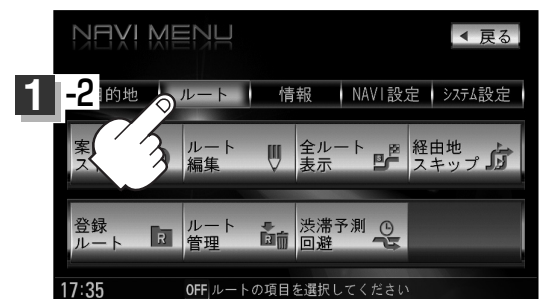 NAVI MENU
戻る
1-2
的地 ルート 情報 NAVI設定 システム設定
案
ス
ルート
編集
全ルート
表示
経由地
スキップ
登録
ルート
R
ルート
管理
R
渋滞予測
回避
17:35 OFF ルートの項目を選択してください